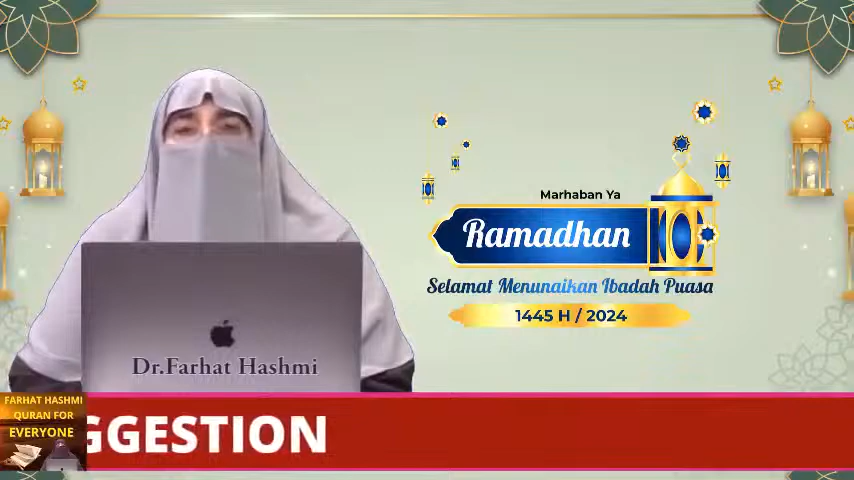 Marhaban Ya
Ramadhan
Selamat Menunaikan Ibadah Puasa
1445 H / 2024
Dr.Farhat Hashmi
FARHAT HASHMI
QURAN FOR
EVERYONE
GGESTION